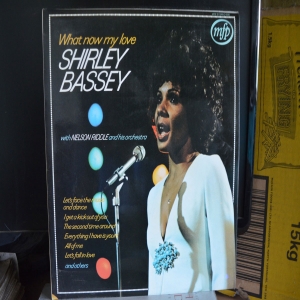 What now my love
mfp
SHIRLEY
BASSEY
with NELSON RIDDLE and his orchestra
Let's face the
and dance
I get a kick out of you
The second time around
Everything I have is yours
All of me
Let's fall in love
and others